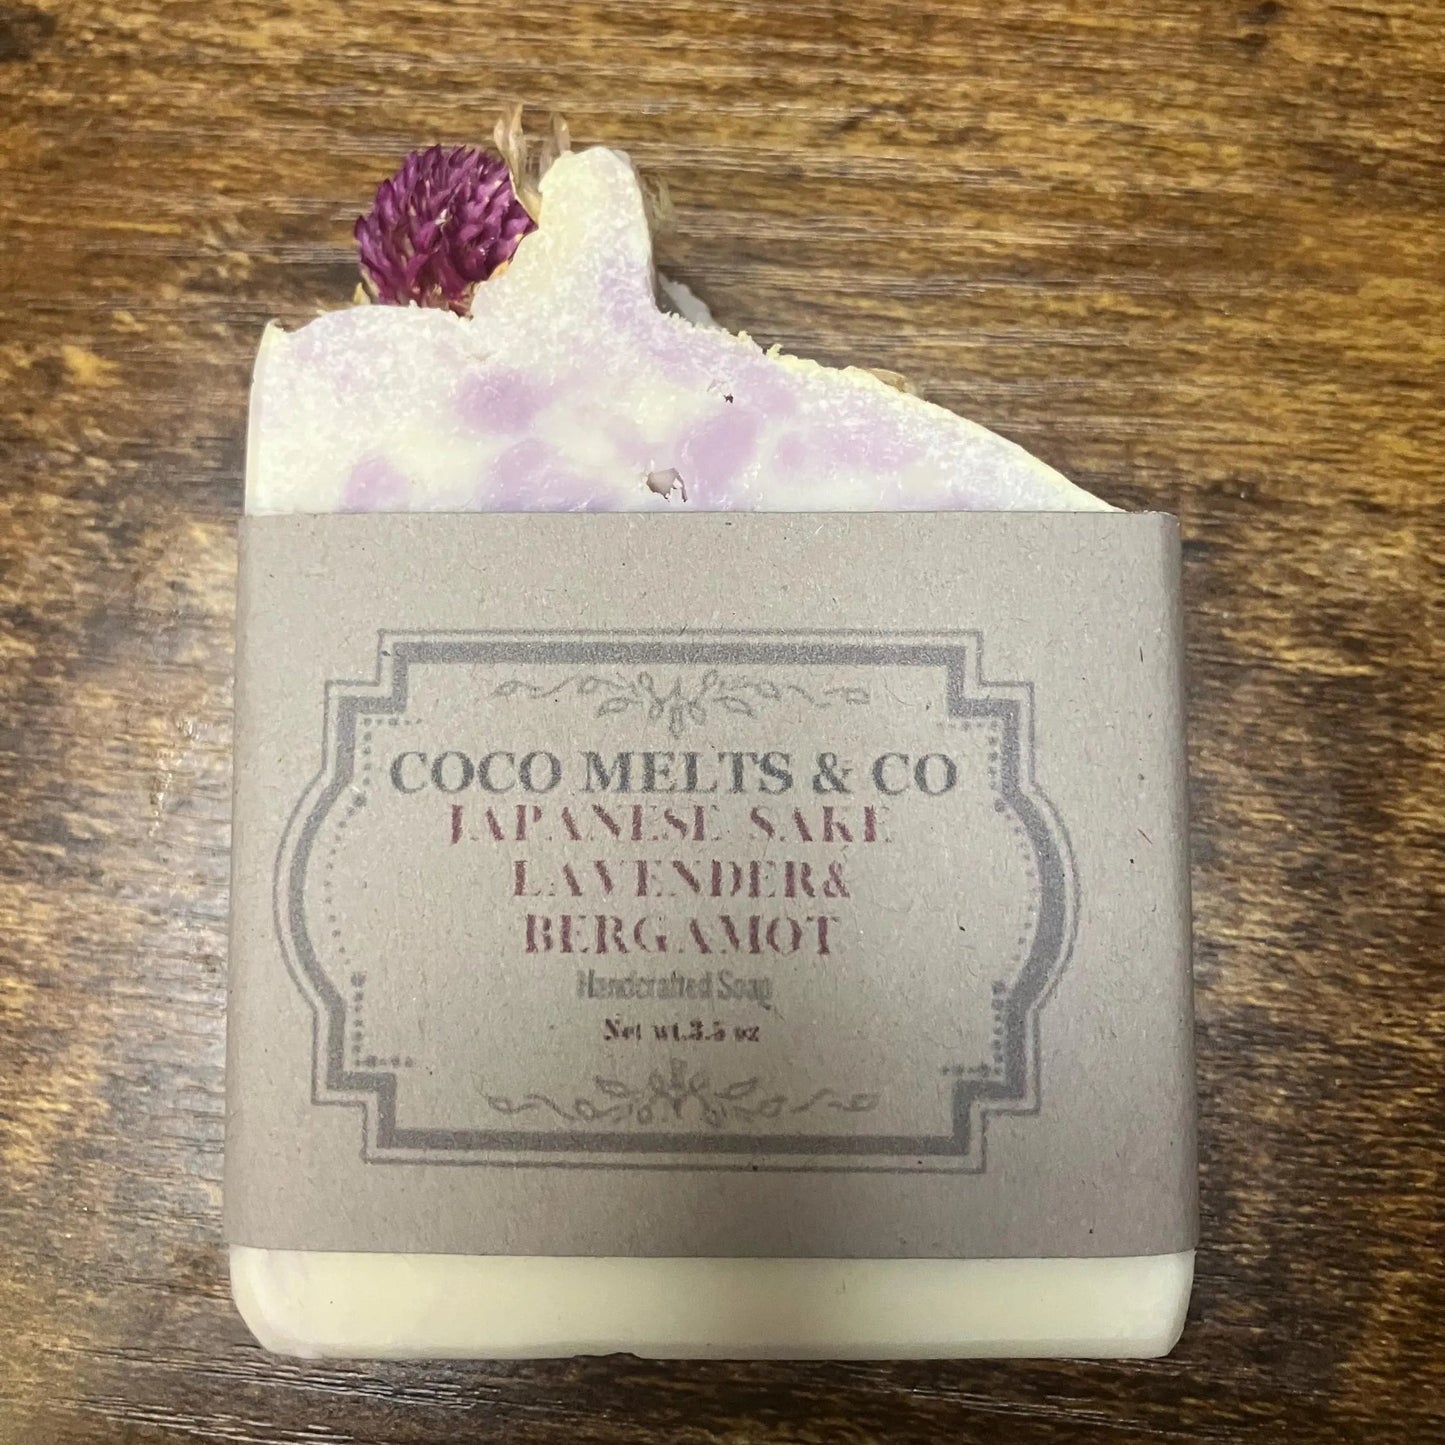 COCO MELTS & CO
JAPANESE SAKE
LAVENDER&
BERGAMOT
Handcrafted Soap
Net wt.3.5 oz